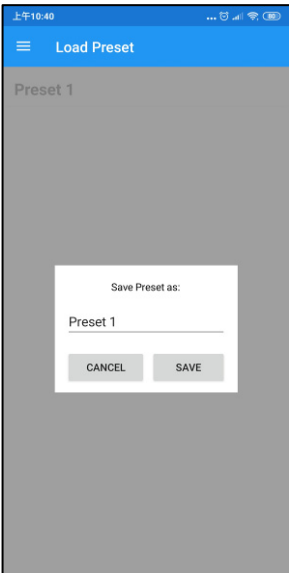 上午10:40
Load Preset
Preset 1
Save Preset as:
Preset 1
CANCEL SAVE